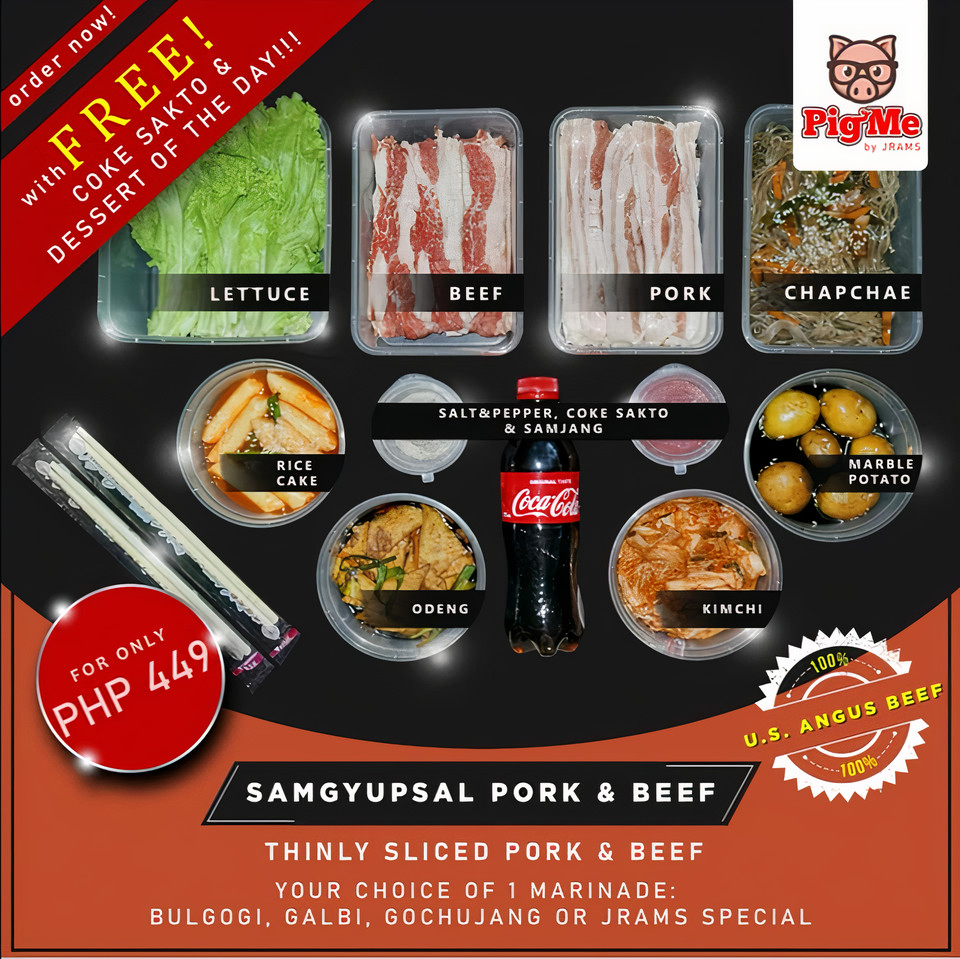 order now!
with FREE!
COKE SAKTO &
DESSERT OF THE DAY!!!
Pig'Me
by JRAMS
LETTUCE
BEEF
PORK
CHAPCHAE
SALT&PEPPER, COKE SAKTO
& SAMJANG
RICE
CAKE
MARBLE
POTATO
ORIGINAL TASTE
Coca-Cola
ODENG
KIMCHI
FOR ONLY
PHP 449
100%
U.S. ANGUS BEEF
100%
SAMGYUPSAL PORK & BEEF
THINLY SLICED PORK & BEEF
YOUR CHOICE OF 1 MARINADE:
BULGOGI, GALBI, GOCHUJANG OR JRAMS SPECIAL